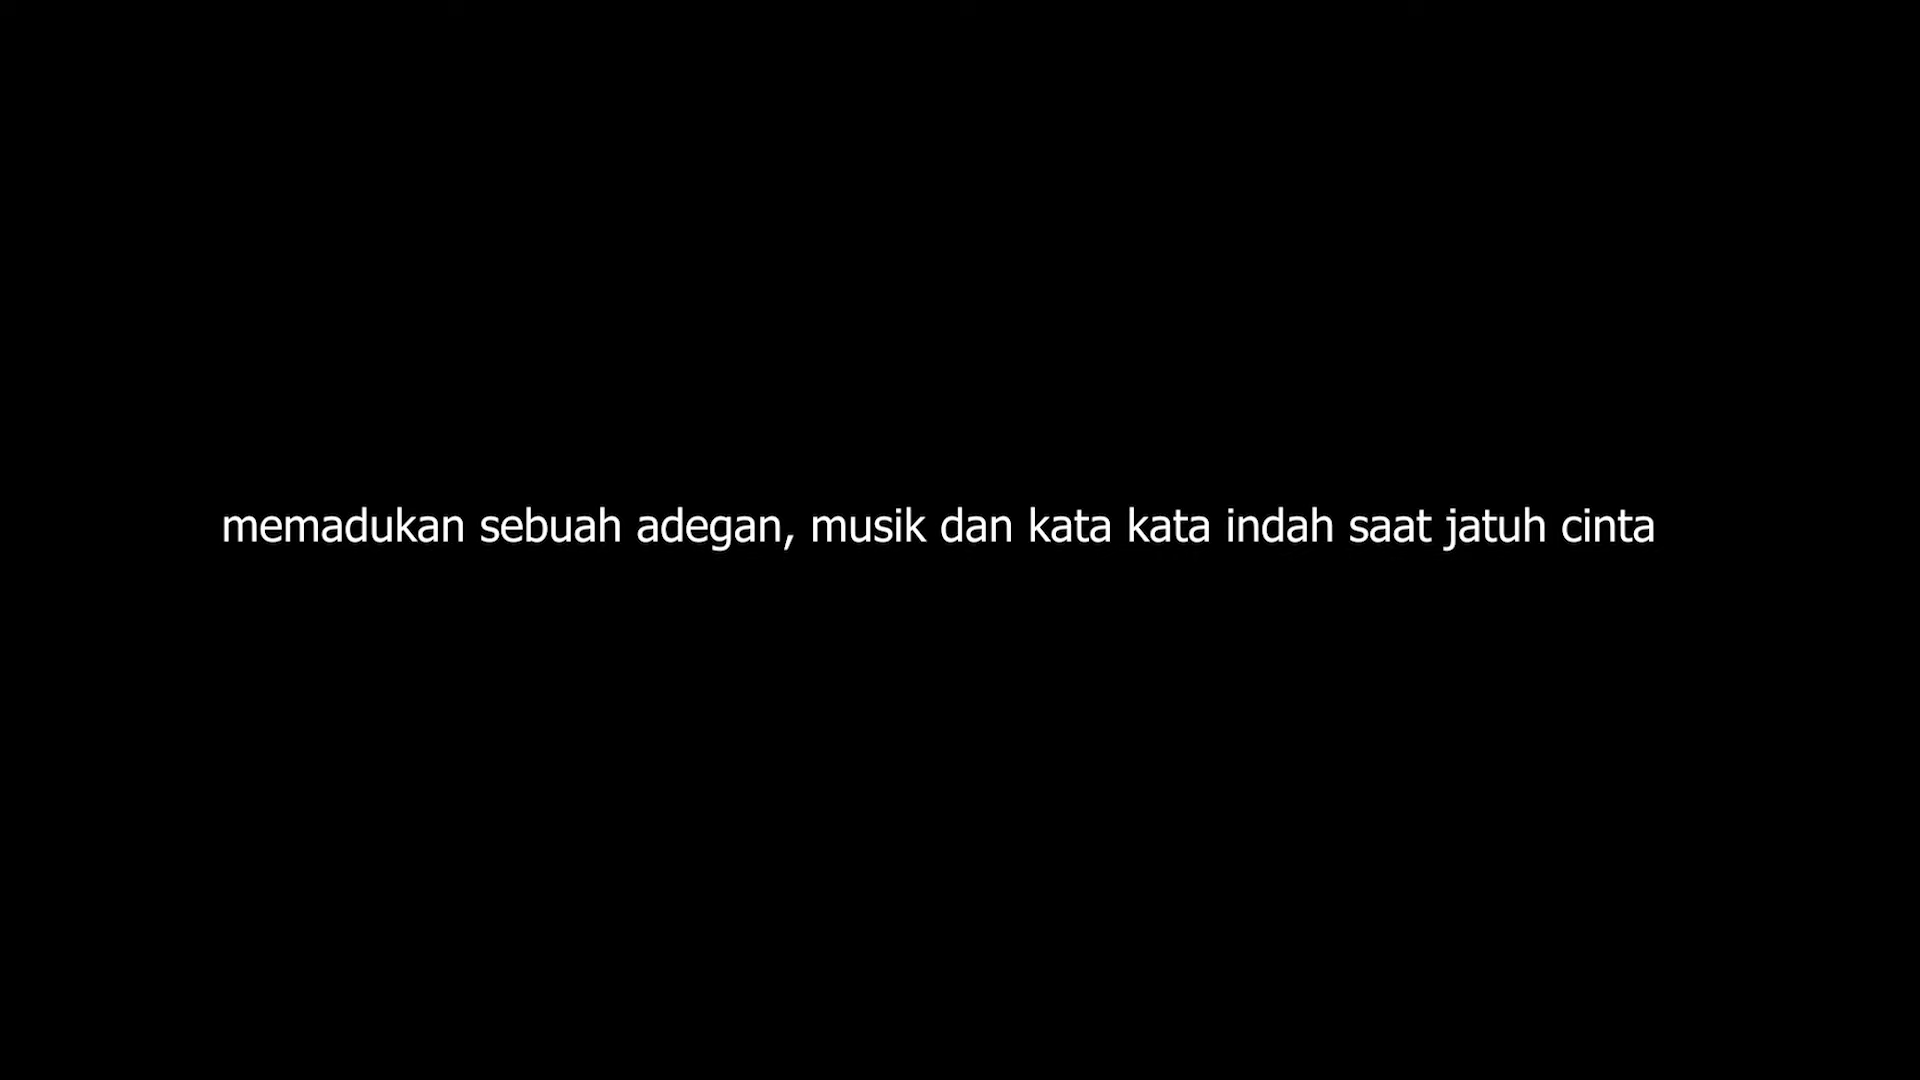 memadukan sebuah adegan, musik dan kata kata indah saat jatuh cinta